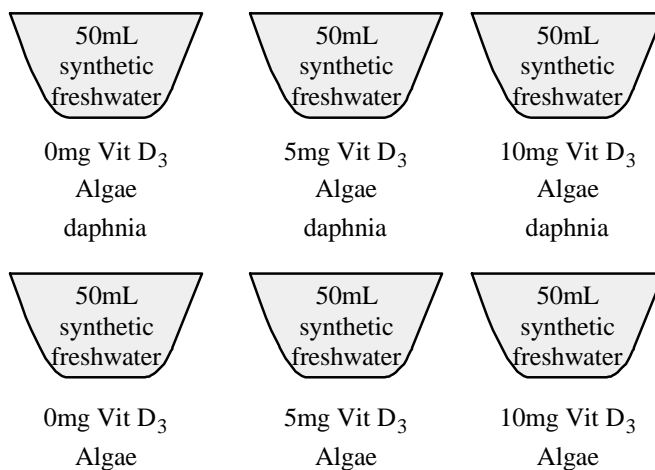 50mL
synthetic
freshwater
50mL
synthetic
freshwater
50mL
synthetic
freshwater
0mg Vit D₃
Algae
daphnia
5mg Vit D₃
Algae
daphnia
10mg Vit D₃
Algae
daphnia
50mL
synthetic
freshwater
50mL
synthetic
freshwater
50mL
synthetic
freshwater
0mg Vit D₃
Algae
5mg Vit D₃
Algae
10mg Vit D₃
Algae